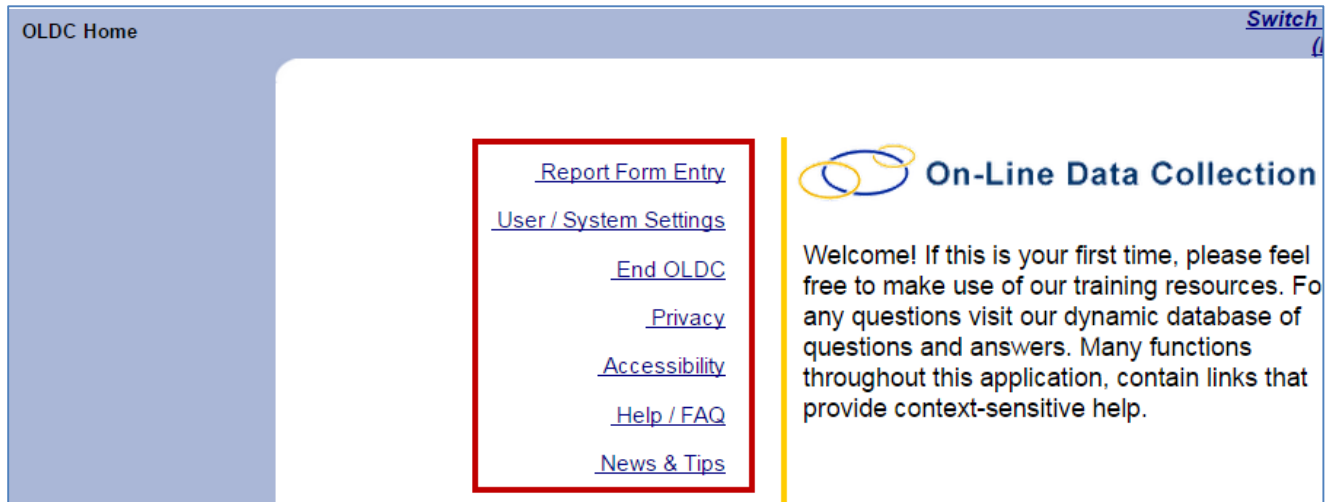 OLDC Home
Switch
Report Form Entry
User / System Settings
End OLDC
Privacy
Accessibility
Help / FAQ
News & Tips
On-Line Data Collection
Welcome! If this is your first time, please feel
free to make use of our training resources. Fo
any questions visit our dynamic database of
questions and answers. Many functions
throughout this application, contain links that
provide context-sensitive help.